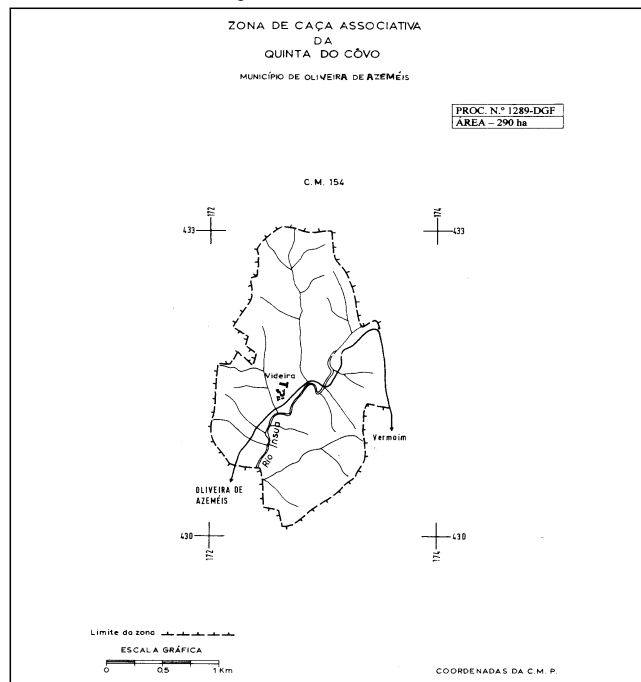 ZONA DE CAÇA ASSOCIATIVA
DA
QUINTA DO CÔVO
MUNICÍPIO DE OLIVEIRA DE AZEMÉIS
PROC. N.º 1289-DGF
ÁREA – 290 ha
C. M. 154
172
174
433
433
Videira
Vermoim
Rio Insua
OLIVEIRA DE
AZEMÉIS
430
430
172
174
Limite da zona
ESCALA GRÁFICA
0 0,5 1 Km
COORDENADAS DA C. M. P.